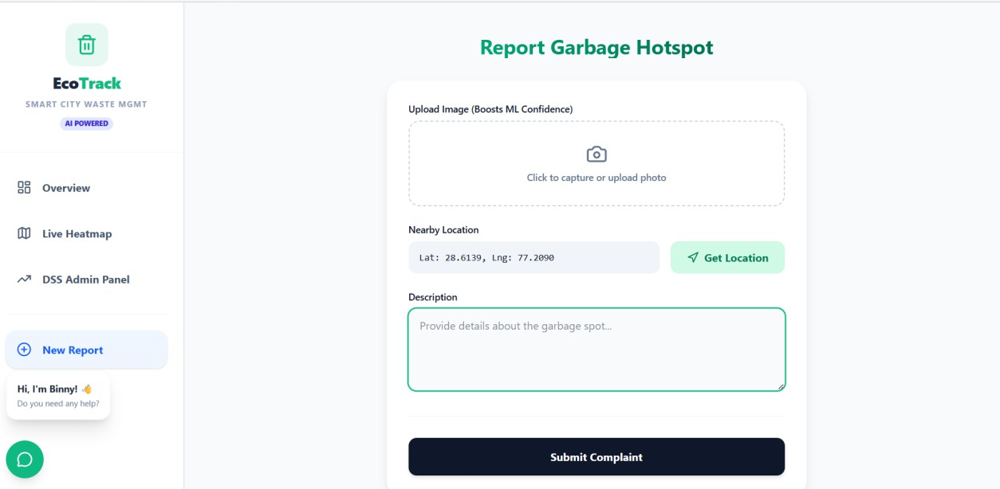 EcoTrack
SMART CITY WASTE MGMT
AI POWERED
Overview
Live Heatmap
DSS Admin Panel
New Report
Hi, I'm Binny! 👋
Do you need any help?
Report Garbage Hotspot
Upload Image (Boosts ML Confidence)
Click to capture or upload photo
Nearby Location
Lat: 28.6139, Lng: 77.2090
Get Location
Description
Provide details about the garbage spot...
Submit Complaint